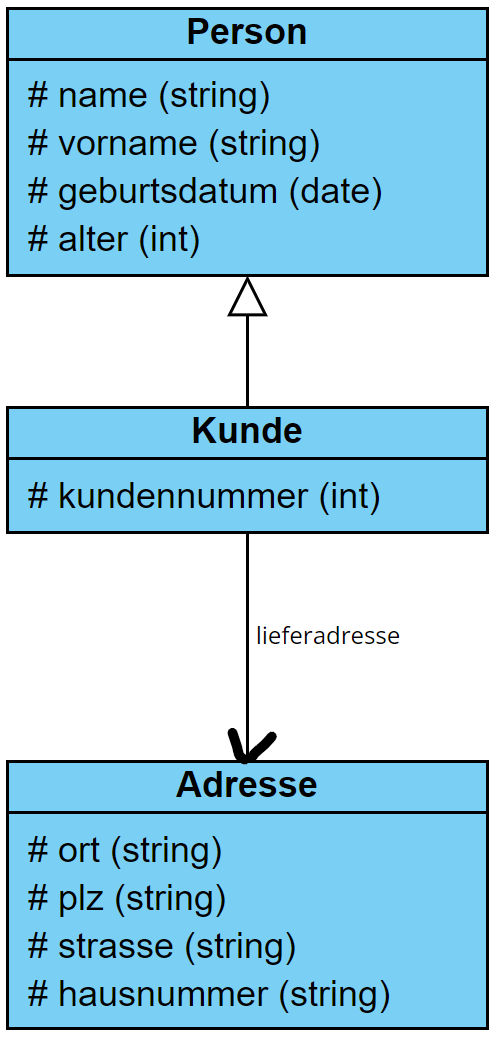 Person
# name (string)
# vorname (string)
# geburtsdatum (date)
# alter (int)
Kunde
# kundennummer (int)
lieferadresse
Adresse
# ort (string)
# plz (string)
# strasse (string)
# hausnummer (string)